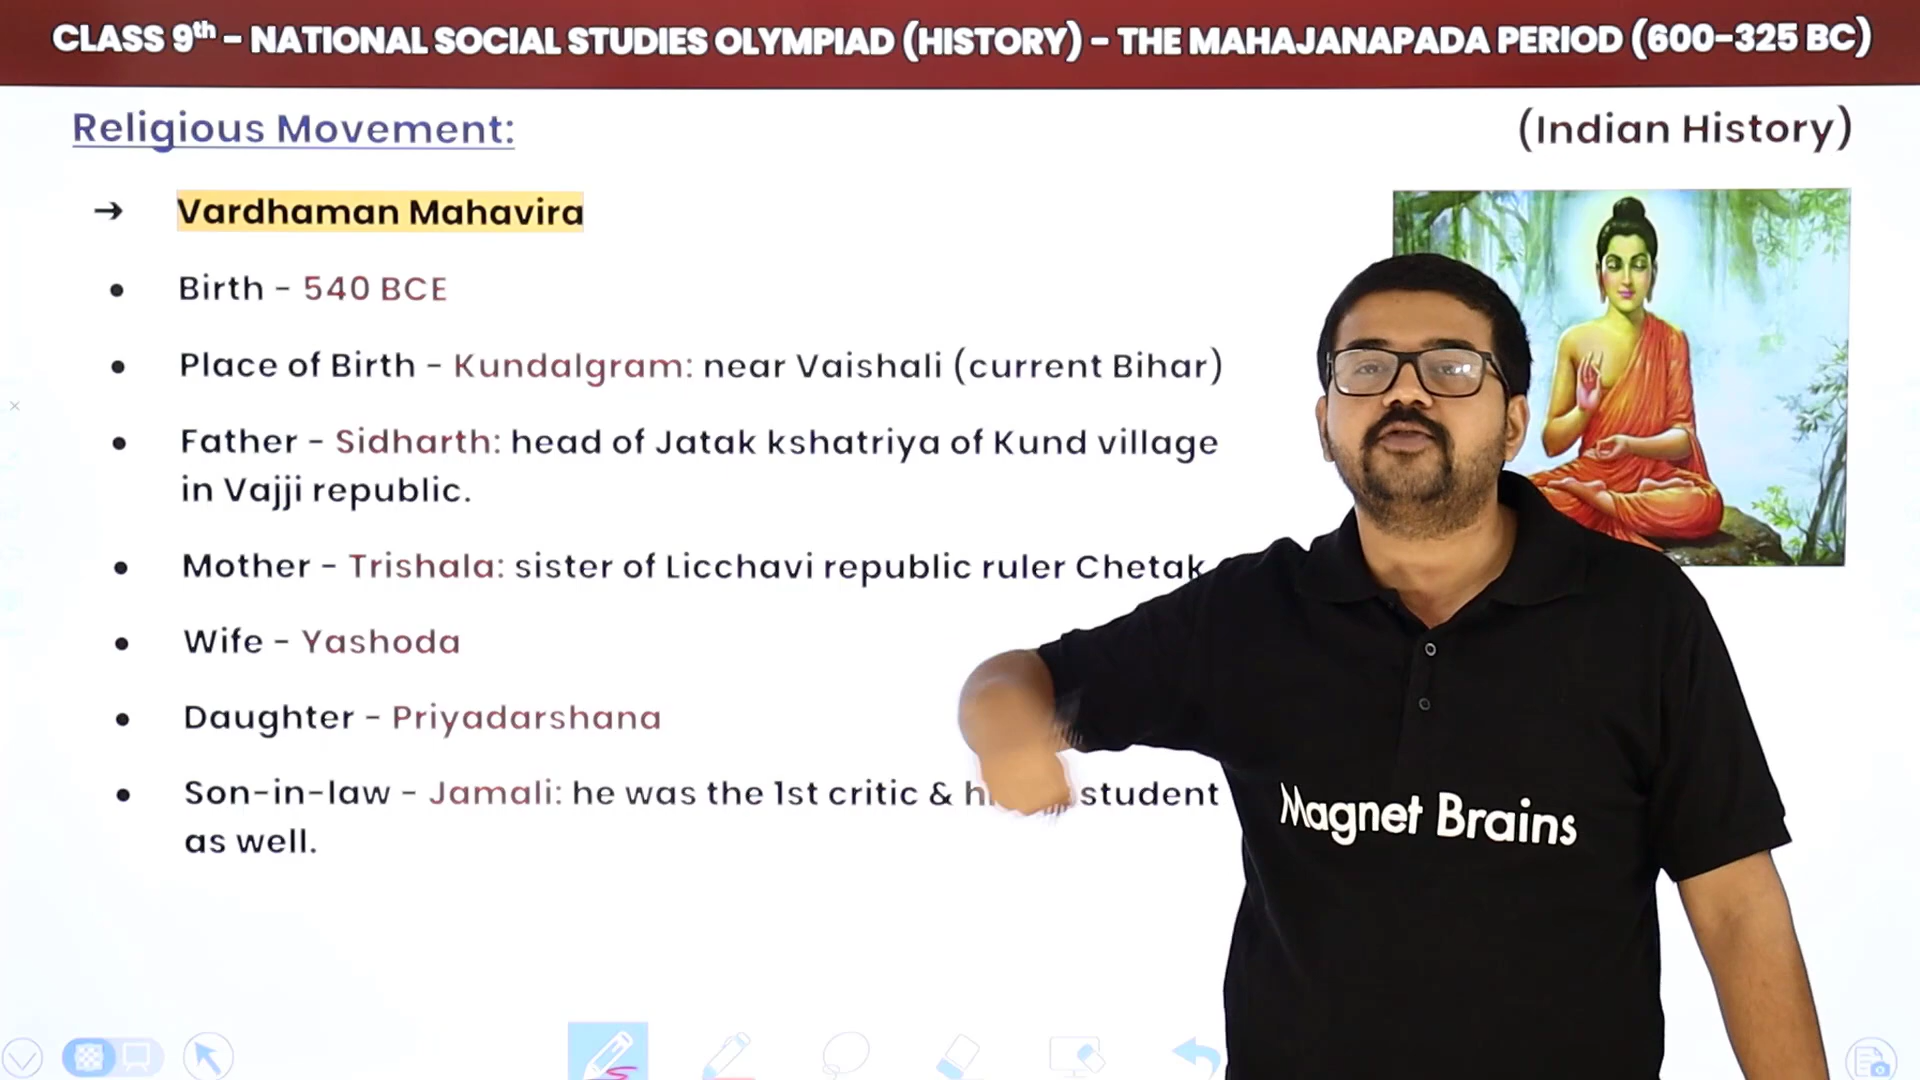 CLASS 9th - NATIONAL SOCIAL STUDIES OLYMPIAD (HISTORY) - THE MAHAJANAPADA PERIOD (600-325 BC)
Religious Movement:
(Indian History)
→ Vardhaman Mahavira
• Birth - 540 BCE
• Place of Birth - Kundalgram: near Vaishali (current Bihar)
• Father - Sidharth: head of Jatak kshatriya of Kund village
in Vajji republic.
• Mother - Trishala: sister of Licchavi republic ruler Chetak
• Wife - Yashoda
• Daughter - Priyadarshana
• Son-in-law - Jamali: he was the 1st critic & student
as well.
Magnet Brains